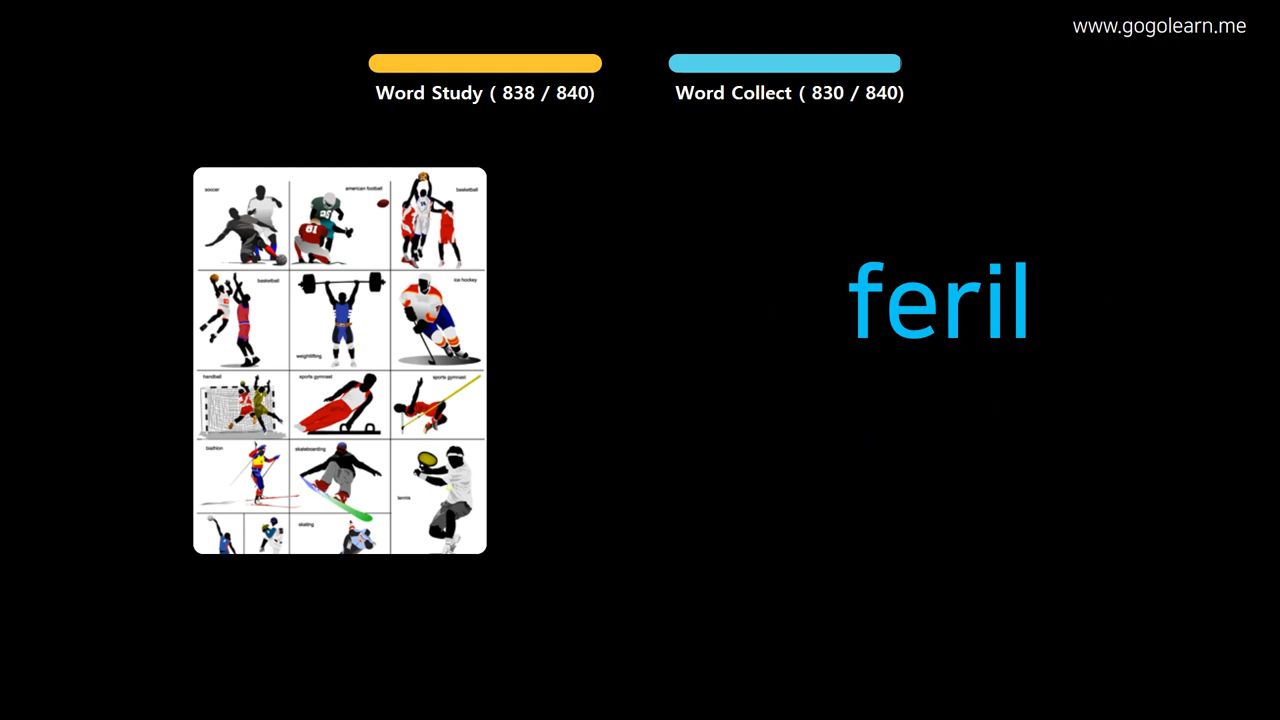 www.gogolearn.me
Word Study ( 838 / 840)
Word Collect ( 830 / 840)
soccer
american football
basketball
basketball
weightlifting
ice hockey
handball
sports gymnast
sports gymnast
biathlon
skateboarding
tennis
skating
feril